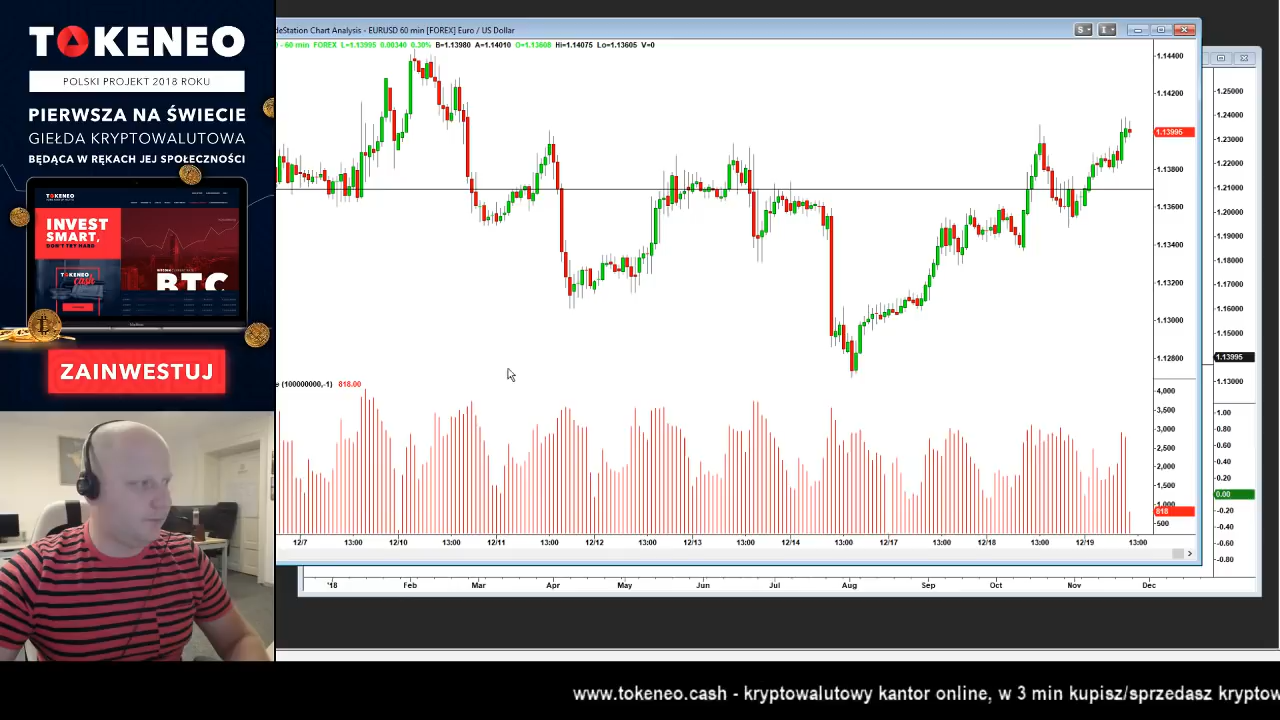 TOKENEO
POLSKI PROJEKT 2018 ROKU
PIERWSZA NA ŚWIECIE
GIEŁDA KRYPTOWALUTOWA
BĘDĄCA W RĘKACH JEJ SPOŁECZNOŚCI
TOKENEO
INVEST
SMART,
DON'T TRY HARD
TOKENEO
cash
BTC
ZAINWESTUJ
deStation Chart Analysis - EURUSD 60 min [FOREX] Euro / US Dollar
- 60 min FOREX L=1.13995 0.00340 0.30% B=1.13980 A=1.14010 O=1.13608 Hi=1.14075 Lo=1.13605 V=0
1.14400
1.14200
1.13995
1.13800
1.13600
1.13400
1.13200
1.13000
1.12800
e (100000000,-1) 818.00
4,000
3,500
3,000
2,500
2,000
1,500
1,000
818
500
12/7 13:00 12/10 13:00 12/11 13:00 12/12 13:00 12/13 13:00 12/14 13:00 12/17 13:00 12/18 13:00 12/19 13:00
1.25000
1.24000
1.23000
1.22000
1.21000
1.20000
1.19000
1.18000
1.17000
1.16000
1.15000
1.13995
1.13000
1.00
0.80
0.60
0.40
0.20
0.00
-0.20
-0.40
-0.60
-0.80
'18 Feb Mar Apr May Jun Jul Aug Sep Oct Nov Dec
www.tokeneo.cash - kryptowalutowy kantor online, w 3 min kupisz/sprzedasz kryptow